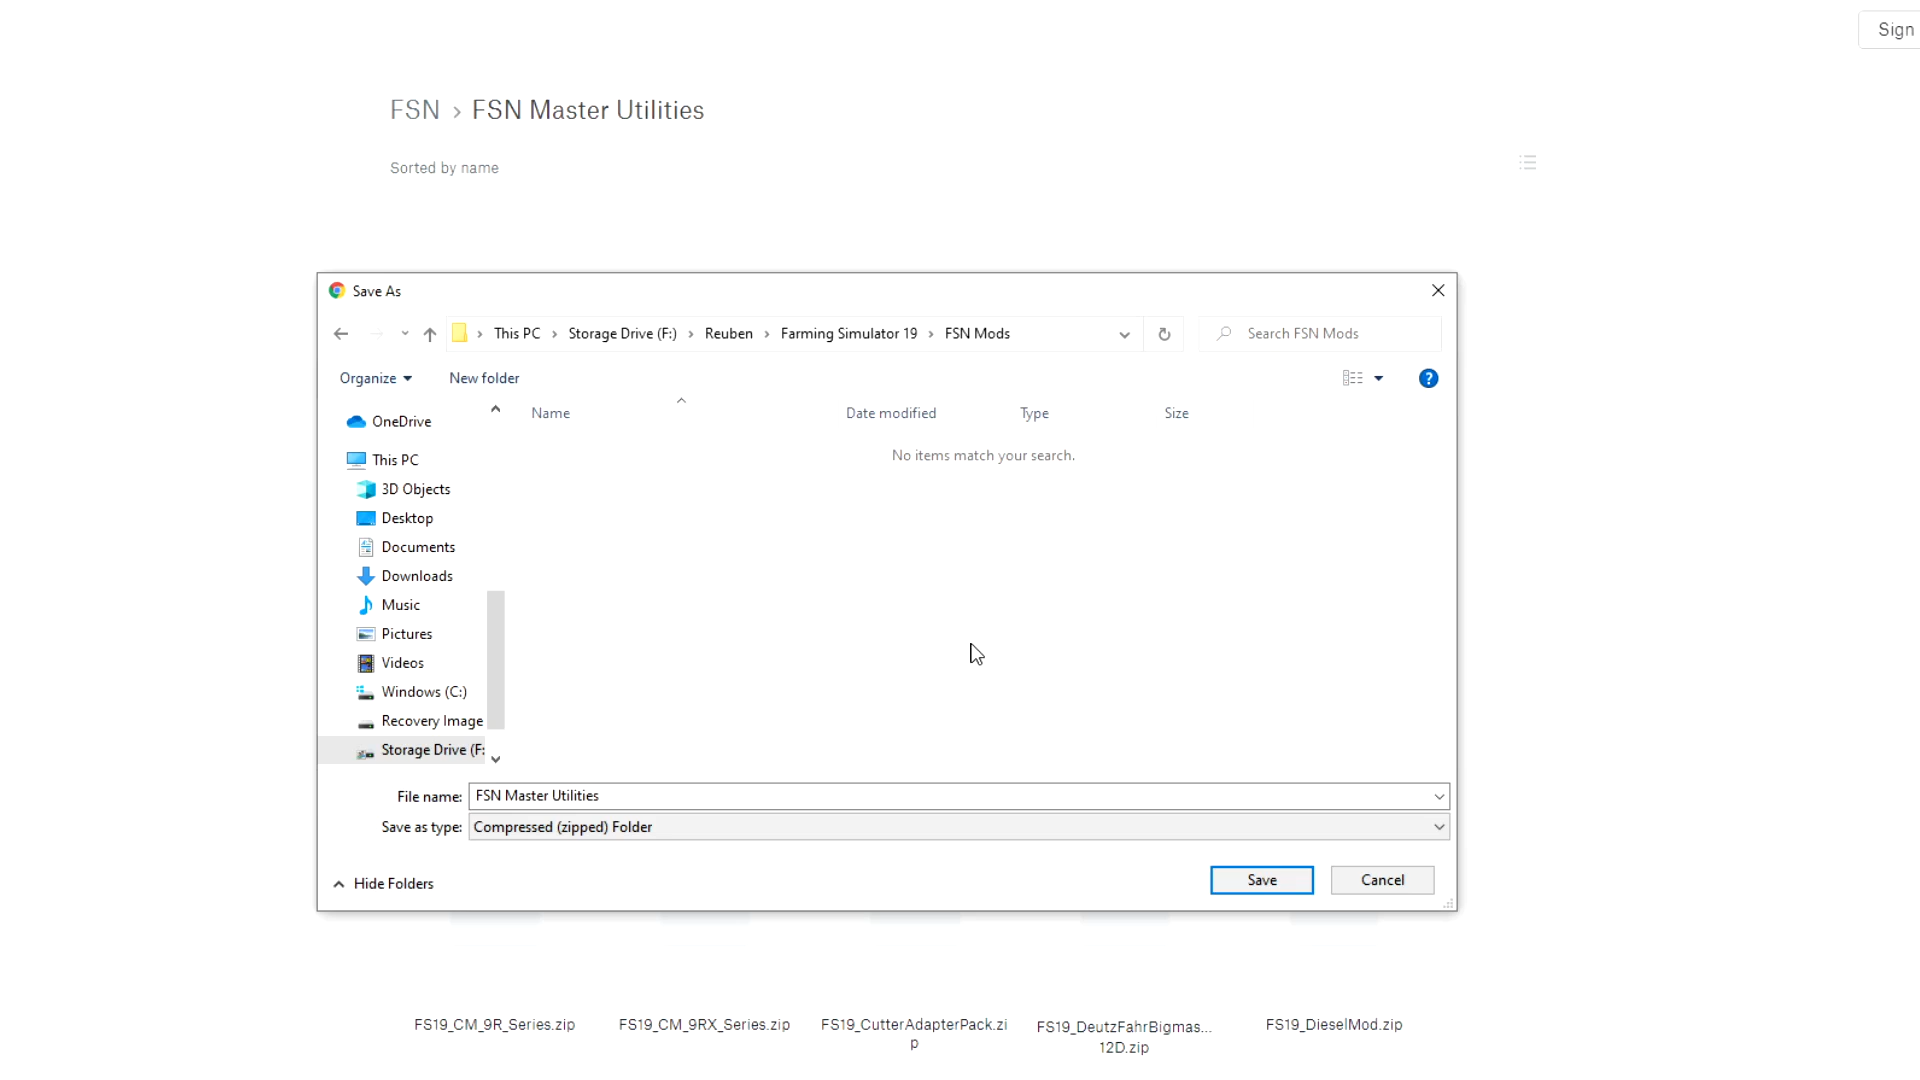 Sign
FSN › FSN Master Utilities
Sorted by name
Save As
This PC › Storage Drive (F:) › Reuben › Farming Simulator 19 › FSN Mods
Search FSN Mods
Organize
New folder
Name
Date modified
Type
Size
No items match your search.
OneDrive
This PC
3D Objects
Desktop
Documents
Downloads
Music
Pictures
Videos
Windows (C:)
Recovery Image
Storage Drive (F:
File name: FSN Master Utilities
Save as type: Compressed (zipped) Folder
Hide Folders
Save
Cancel
FS19_CM_9R_Series.zip
FS19_CM_9RX_Series.zip
FS19_CutterAdapterPack.zi
p
FS19_DeutzFahrBigmas...
12D.zip
FS19_DieselMod.zip